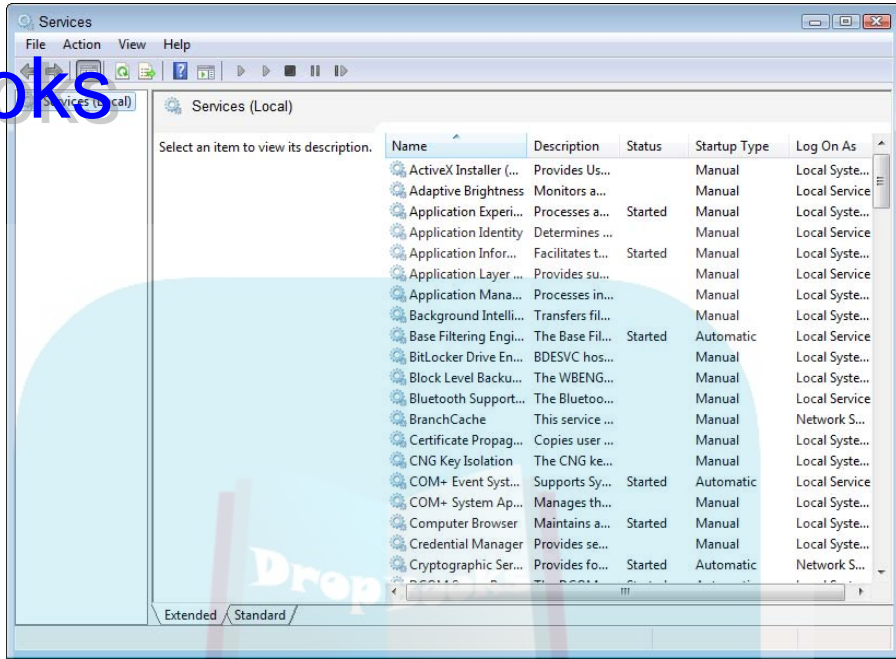 Services
File Action View Help
oks
Services (Local)
Services (Local)
Select an item to view its description.
Name Description Status Startup Type Log On As
ActiveX Installer (... Provides Us... Manual Local Syste...
Adaptive Brightness Monitors a... Manual Local Service
Application Experi... Processes a... Started Manual Local Syste...
Application Identity Determines ... Manual Local Service
Application Infor... Facilitates t... Started Manual Local Syste...
Application Layer ... Provides su... Manual Local Service
Application Mana... Processes in... Manual Local Syste...
Background Intelli... Transfers fil... Manual Local Syste...
Base Filtering Engi... The Base Fil... Started Automatic Local Service
BitLocker Drive En... BDESVC hos... Manual Local Syste...
Block Level Backu... The WBENG... Manual Local Syste...
Bluetooth Support... The Bluetoo... Manual Local Service
BranchCache This service ... Manual Network S...
Certificate Propag... Copies user ... Manual Local Syste...
CNG Key Isolation The CNG ke... Manual Local Syste...
COM+ Event Syst... Supports Sy... Started Automatic Local Service
COM+ System Ap... Manages th... Manual Local Syste...
Computer Browser Maintains a... Started Manual Local Syste...
Credential Manager Provides se... Manual Local Syste...
Cryptographic Ser... Provides fo... Started Automatic Network S...
DropBooks
Extended Standard